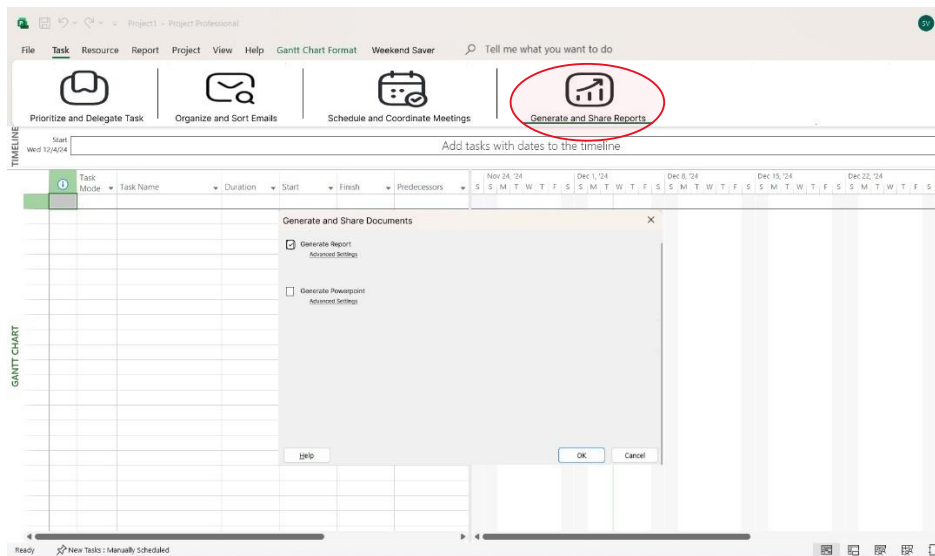 Project1 - Project Professional
SV
File Task Resource Report Project View Help Gantt Chart Format Weekend Saver Tell me what you want to do
Prioritize and Delegate Task Organize and Sort Emails Schedule and Coordinate Meetings Generate and Share Reports
TIMELINE
Start
Wed 12/4/24
Add tasks with dates to the timeline
Nov 24, '24 Dec 1, '24 Dec 8, '24 Dec 15, '24 Dec 22, '24
Task
Mode Task Name Duration Start Finish Predecessors S S M T W T F S S M T W T F S S M T W T F S S M T W T F S S M T W T F S
Generate and Share Documents
Generate Report
Advanced Settings
Generate Powerpoint
Advanced Settings
GANTT CHART
Help OK Cancel
Ready New Tasks : Manually Scheduled